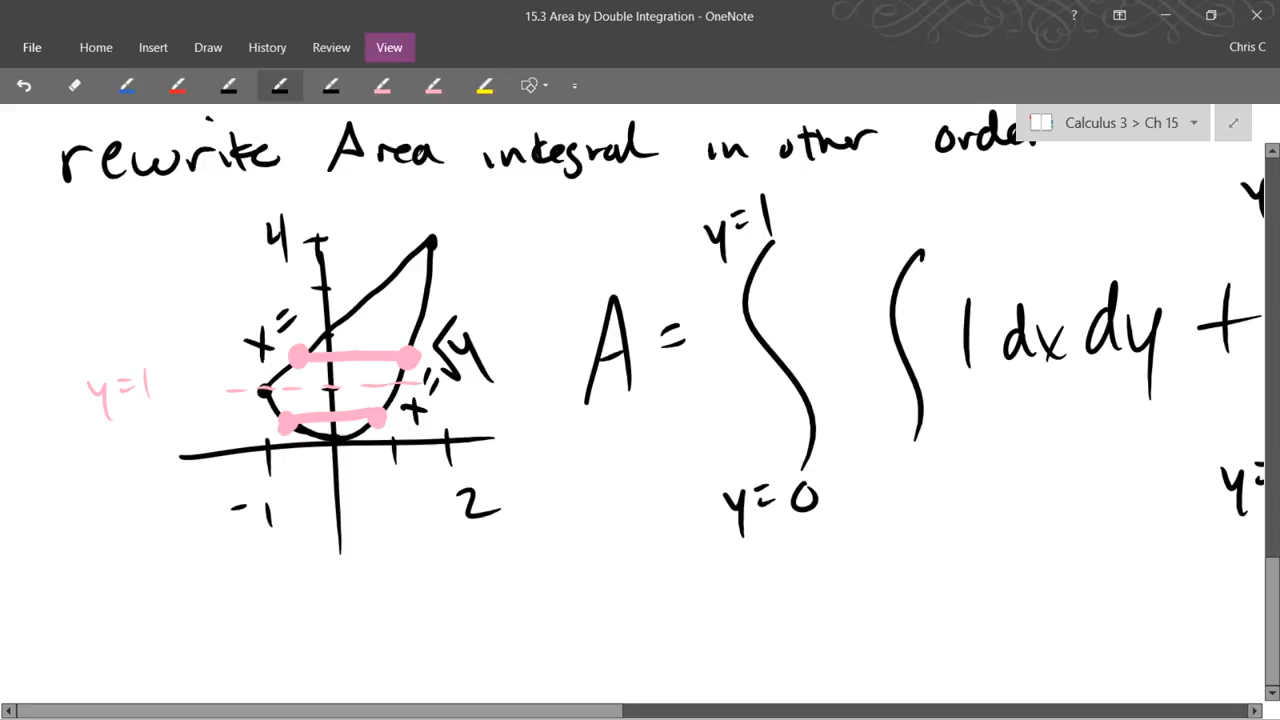 15.3 Area by Double Integration - OneNote
?
File Home Insert Draw History Review View
Chris C
Calculus 3 > Ch 15
rewrite Area integral in other order
4
x =
√y
x =
y=1
-1
2
A = ∫ ∫ 1 dx dy +
y=1
y=0
y
y=